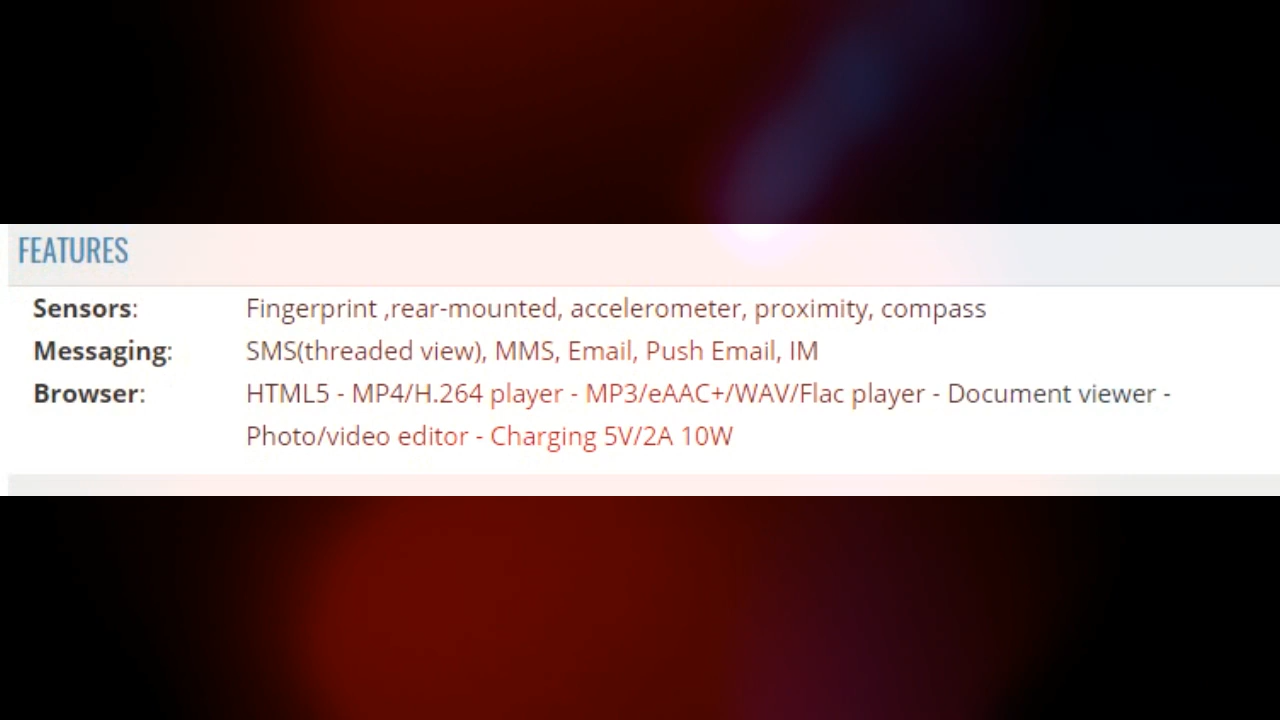 FEATURES
Sensors: Fingerprint ,rear-mounted, accelerometer, proximity, compass
Messaging: SMS(threaded view), MMS, Email, Push Email, IM
Browser: HTML5 - MP4/H.264 player - MP3/eAAC+/WAV/Flac player - Document viewer -
Photo/video editor - Charging 5V/2A 10W